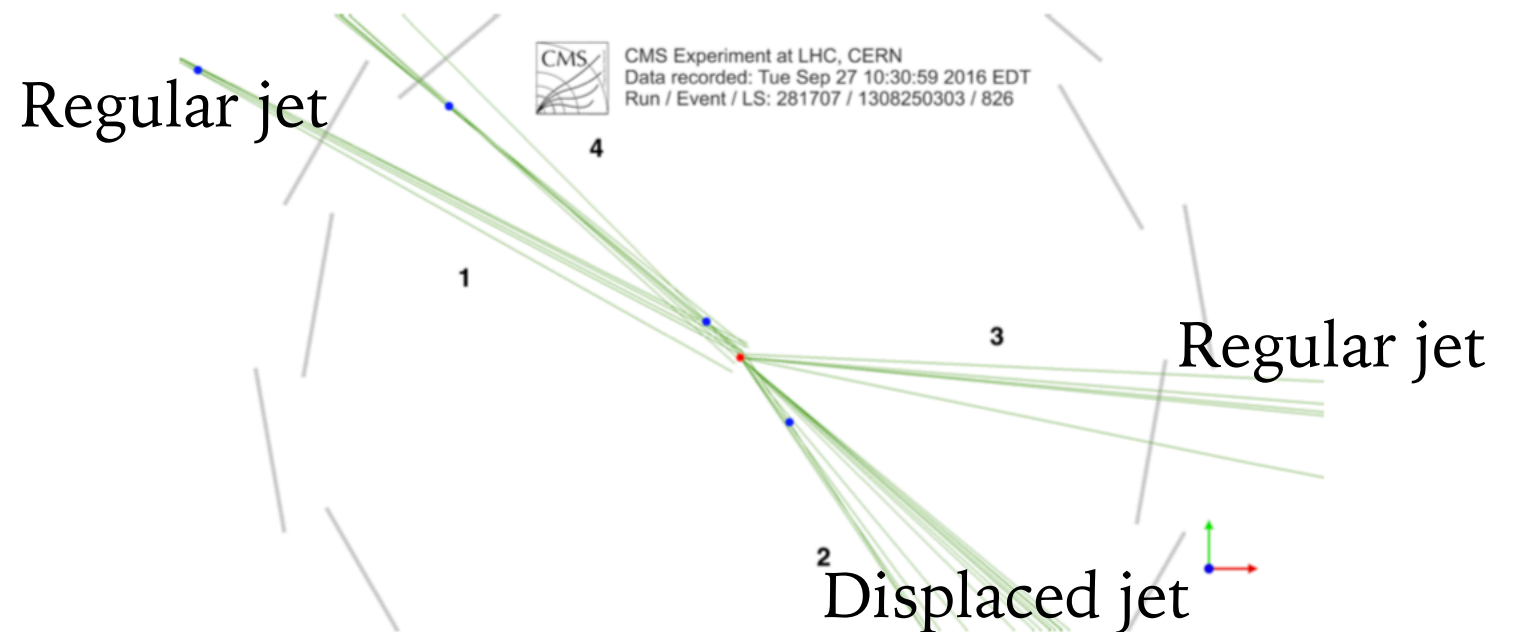 CMS
CMS Experiment at LHC, CERN
Data recorded: Tue Sep 27 10:30:59 2016 EDT
Run / Event / LS: 281707 / 1308250303 / 826
Regular jet
4
1
3
Regular jet
2
Displaced jet